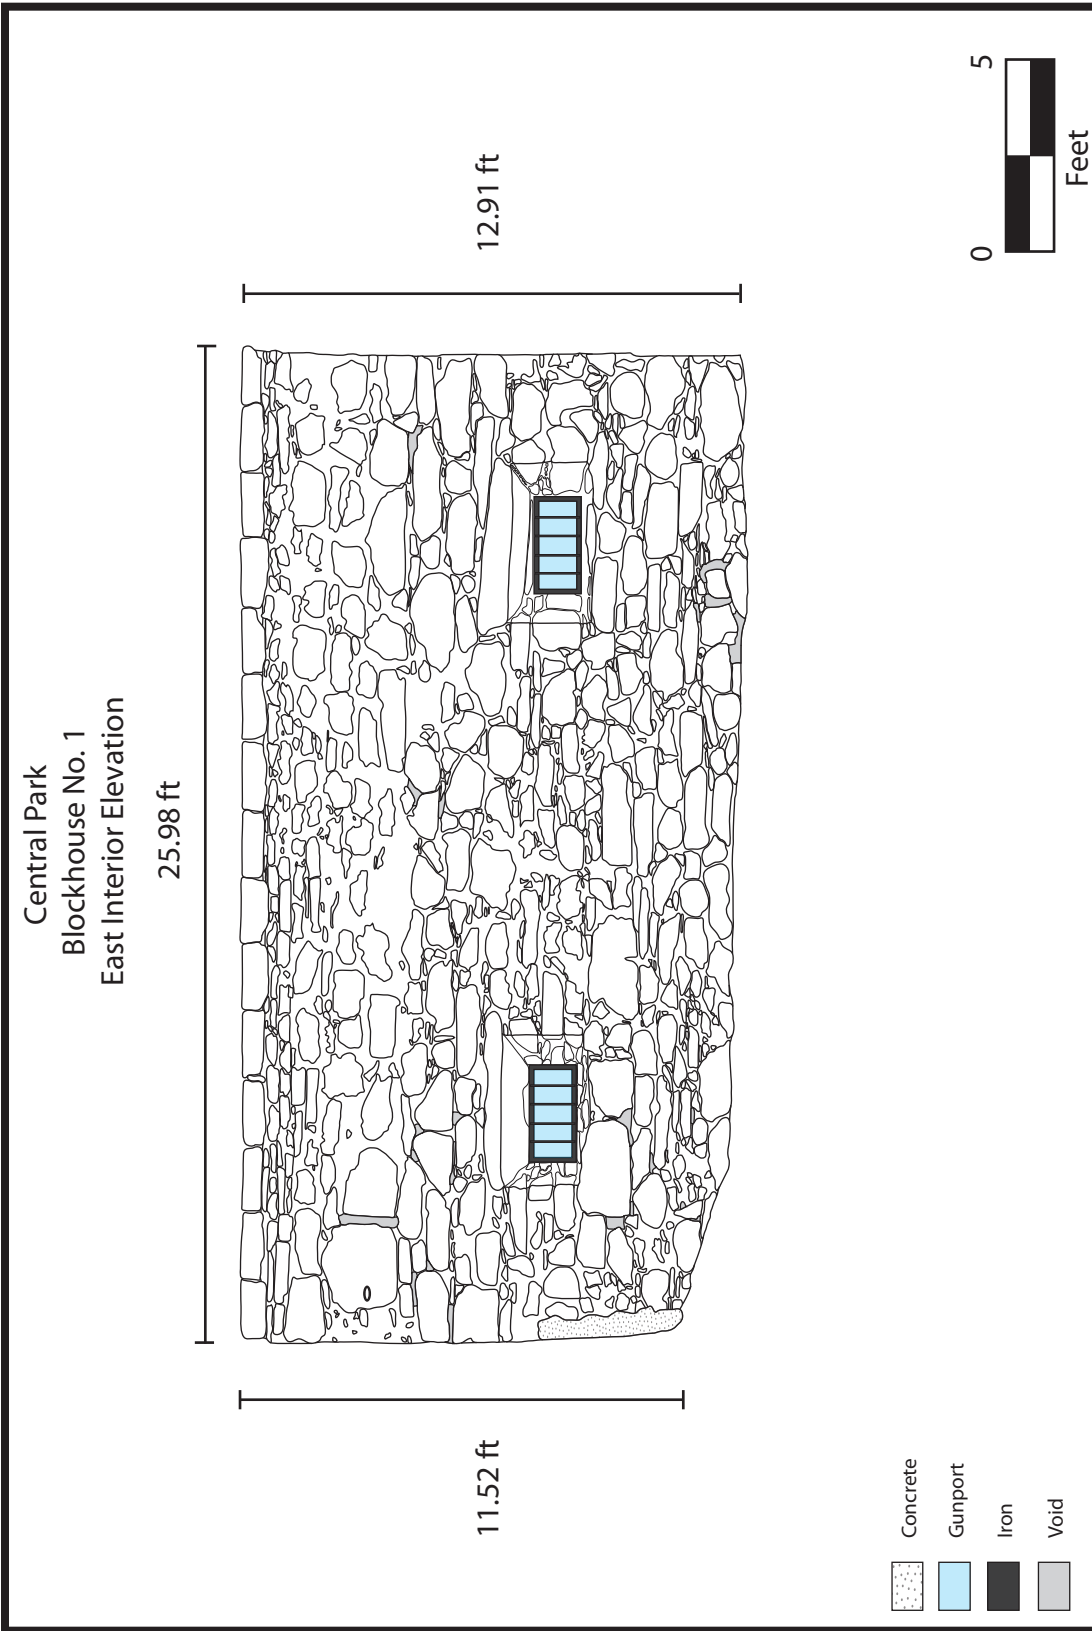 Central Park
Blockhouse No. 1
East Interior Elevation
25.98 ft
11.52 ft
12.91 ft
Concrete
Gunport
Iron
Void
0
5
Feet